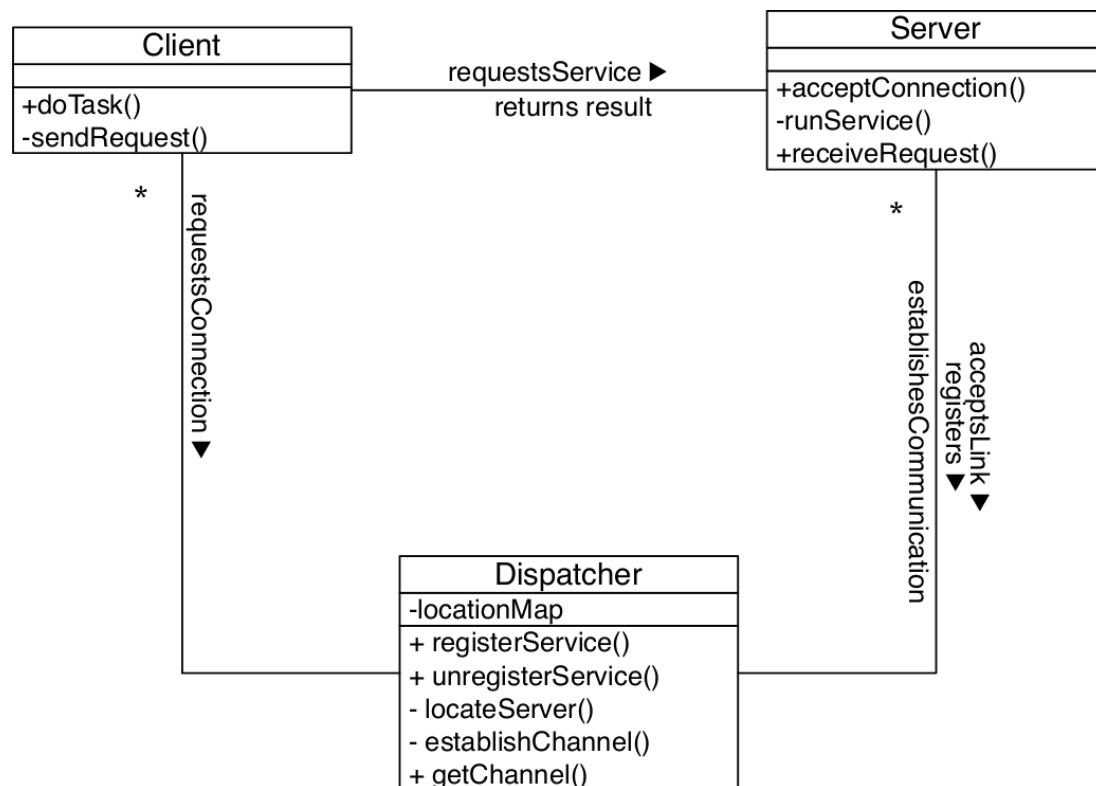 Client
+doTask()
-sendRequest()
requestsService ▶
returns result
Server
+acceptConnection()
-runService()
+receiveRequest()
*
requestsConnection ▶
*
establishesCommunication
registers ▶
acceptsLink ▶
Dispatcher
-locationMap
+ registerService()
+ unregisterService()
- locateServer()
- establishChannel()
+ getChannel()